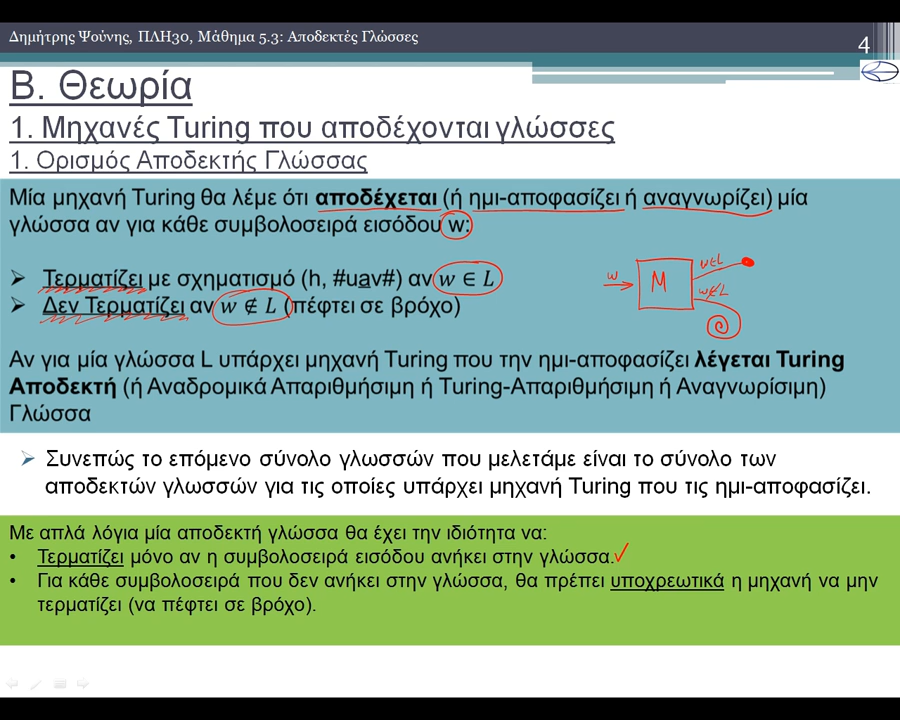 Δημήτρης Ψούνης, ΠΛΗ30, Μάθημα 5.3: Αποδεκτές Γλώσσες
4
Β. Θεωρία
1. Μηχανές Turing που αποδέχονται γλώσσες
1. Ορισμός Αποδεκτής Γλώσσας
Μία μηχανή Turing θα λέμε ότι αποδέχεται (ή ημι-αποφασίζει ή αναγνωρίζει) μία
γλώσσα αν για κάθε συμβολοσειρά εισόδου w:
➢ Τερματίζει με σχηματισμό (h, #uav#) αν w ∈ L
➢ Δεν Τερματίζει αν w ∉ L (πέφτει σε βρόχο)
w M w∈L
w∉L
Αν για μία γλώσσα L υπάρχει μηχανή Turing που την ημι-αποφασίζει λέγεται Turing
Αποδεκτή (ή Αναδρομικά Απαριθμήσιμη ή Turing-Απαριθμήσιμη ή Αναγνωρίσιμη)
Γλώσσα
➢ Συνεπώς το επόμενο σύνολο γλωσσών που μελετάμε είναι το σύνολο των
αποδεκτών γλωσσών για τις οποίες υπάρχει μηχανή Turing που τις ημι-αποφασίζει.
Με απλά λόγια μία αποδεκτή γλώσσα θα έχει την ιδιότητα να:
• Τερματίζει μόνο αν η συμβολοσειρά εισόδου ανήκει στην γλώσσα.✓
• Για κάθε συμβολοσειρά που δεν ανήκει στην γλώσσα, θα πρέπει υποχρεωτικά η μηχανή να μην
τερματίζει (να πέφτει σε βρόχο).